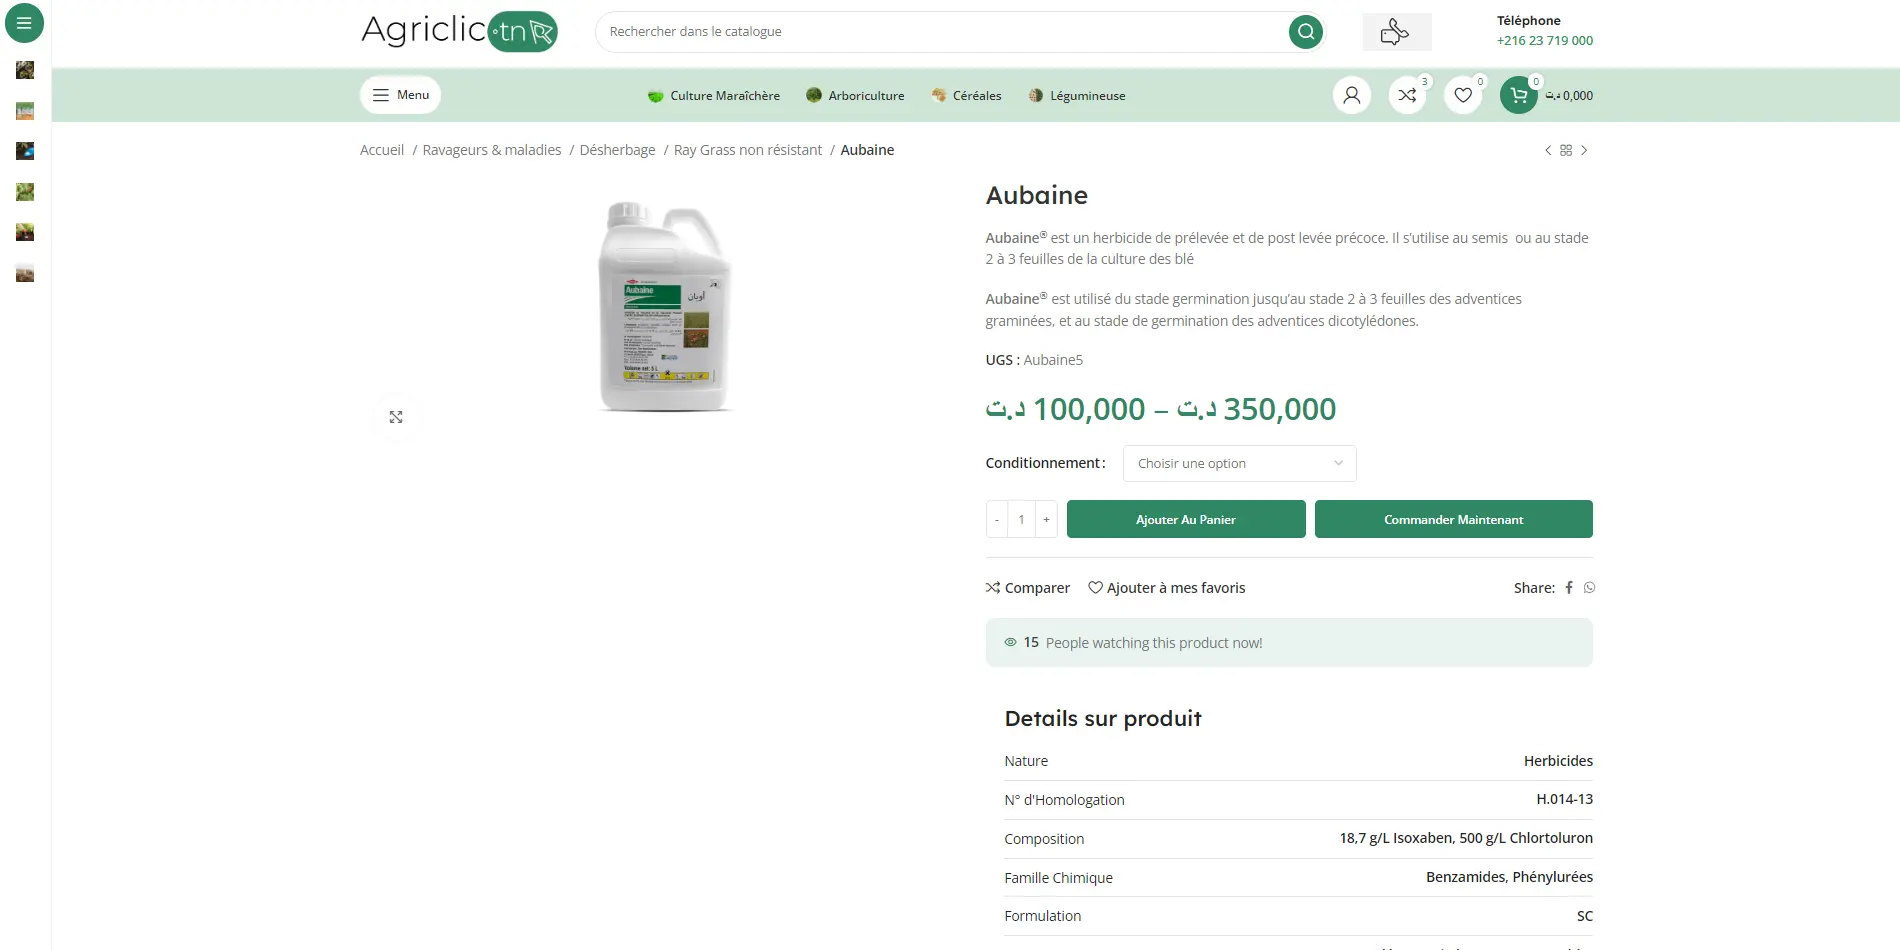 Agriclic.tn
Rechercher dans le catalogue
Téléphone
+216 23 719 000
Menu
Culture Maraîchère
Arboriculture
Céréales
Légumineuse
3
0
0
0,000 د.ت
Accueil / Ravageurs & maladies / Désherbage / Ray Grass non résistant / Aubaine
Aubaine
أوبان
Volume net: 5 L
Aubaine
Aubaine® est un herbicide de prélevée et de post levée précoce. Il s'utilise au semis ou au stade
2 à 3 feuilles de la culture des blé
Aubaine® est utilisé du stade germination jusqu'au stade 2 à 3 feuilles des adventices
graminées, et au stade de germination des adventices dicotylédones.
UGS : Aubaine5
د.ت 100,000 – د.ت 350,000
Conditionnement :
Choisir une option
- 1 +
Ajouter Au Panier
Commander Maintenant
Comparer
Ajouter à mes favoris
Share:
15 People watching this product now!
Details sur produit
Nature Herbicides
N° d'Homologation H.014-13
Composition 18,7 g/L Isoxaben, 500 g/L Chlortoluron
Famille Chimique Benzamides, Phénylurées
Formulation SC